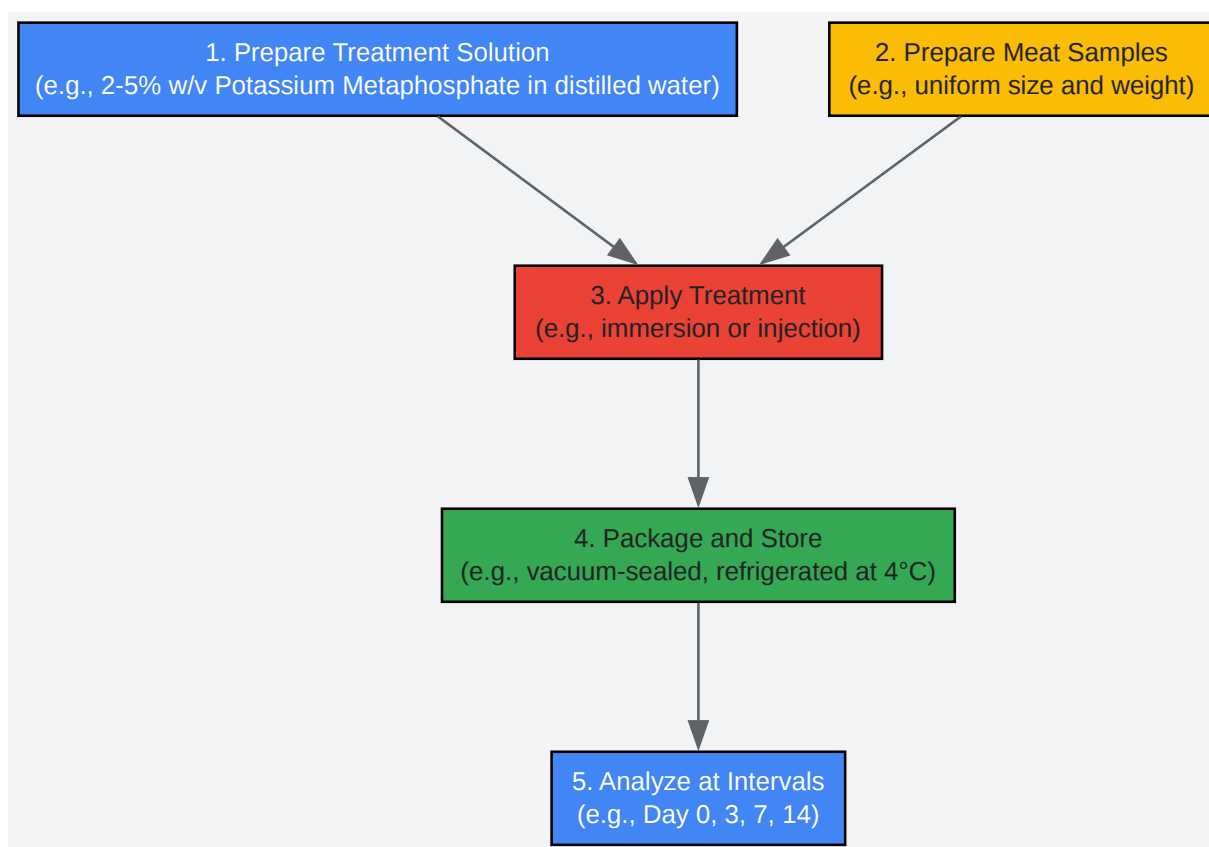 1. Prepare Treatment Solution
(e.g., 2-5% w/v Potassium Metaphosphate in distilled water)
2. Prepare Meat Samples
(e.g., uniform size and weight)
3. Apply Treatment
(e.g., immersion or injection)
4. Package and Store
(e.g., vacuum-sealed, refrigerated at 4°C)
5. Analyze at Intervals
(e.g., Day 0, 3, 7, 14)